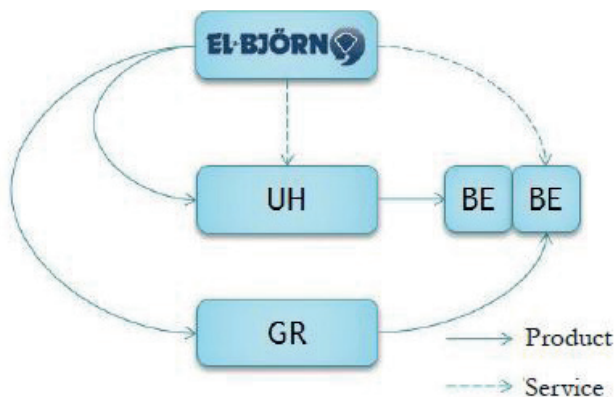 EL·BJÖRN
UH
BE BE
GR
Product
Service